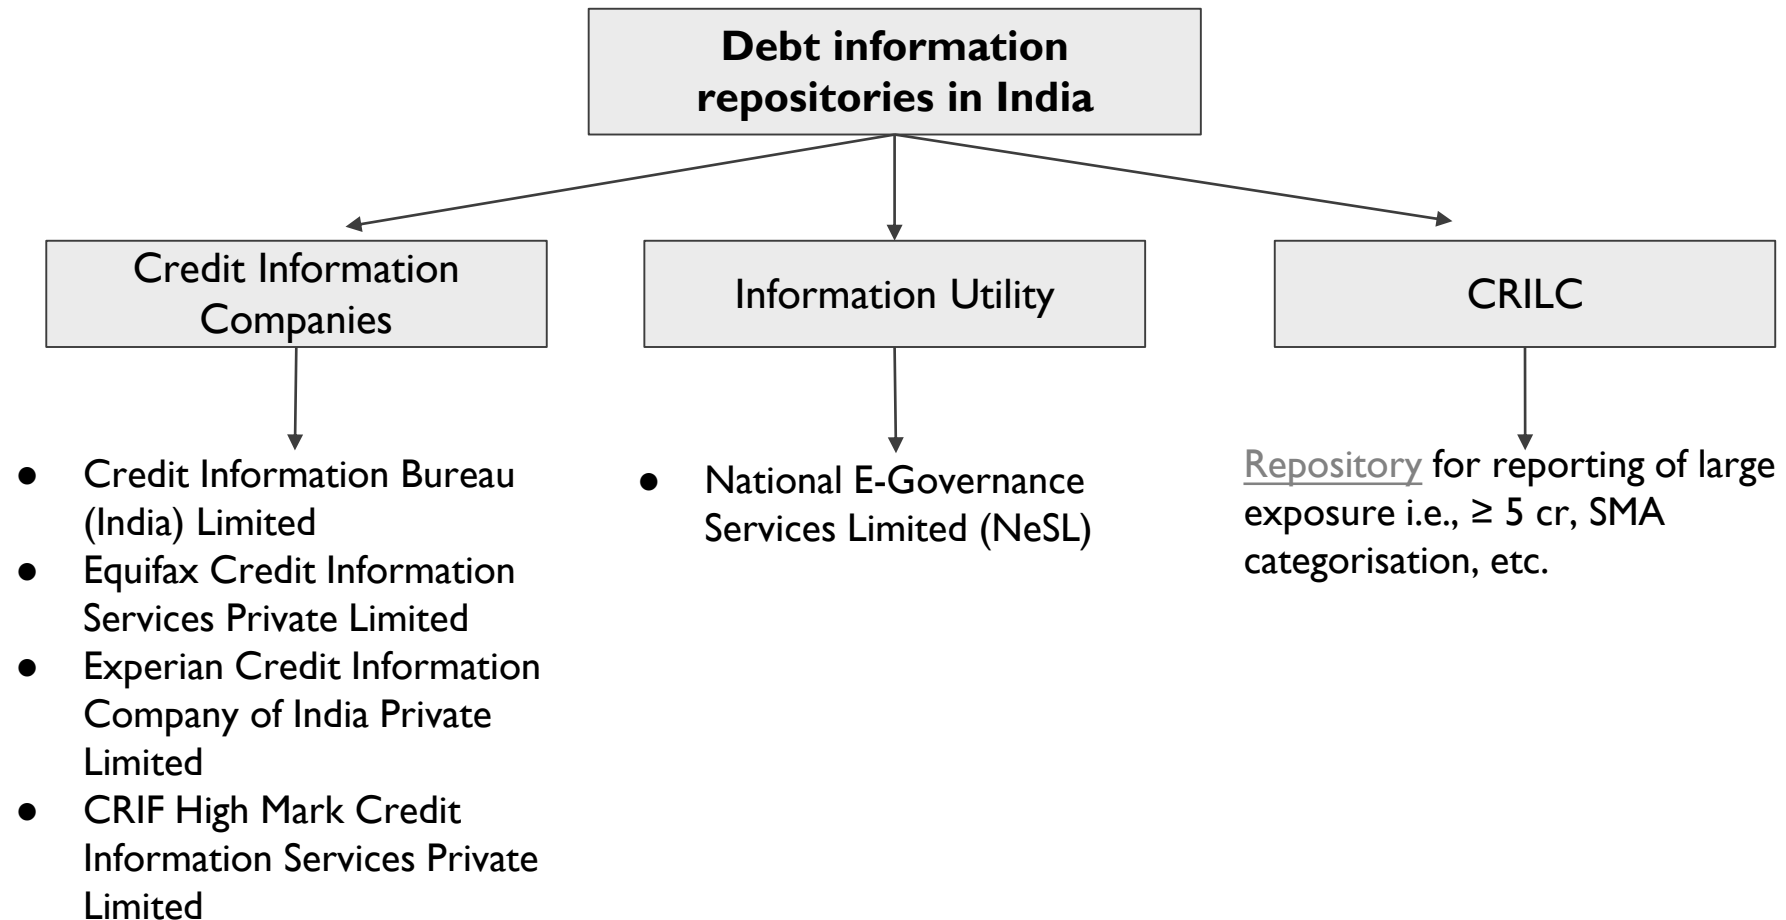 Debt information
repositories in India
Credit Information
Companies
Information Utility
CRILC
● Credit Information Bureau
(India) Limited
● Equifax Credit Information
Services Private Limited
● Experian Credit Information
Company of India Private
Limited
● CRIF High Mark Credit
Information Services Private
Limited
● National E-Governance
Services Limited (NeSL)
Repository for reporting of large
exposure i.e., ≥ 5 cr, SMA
categorisation, etc.